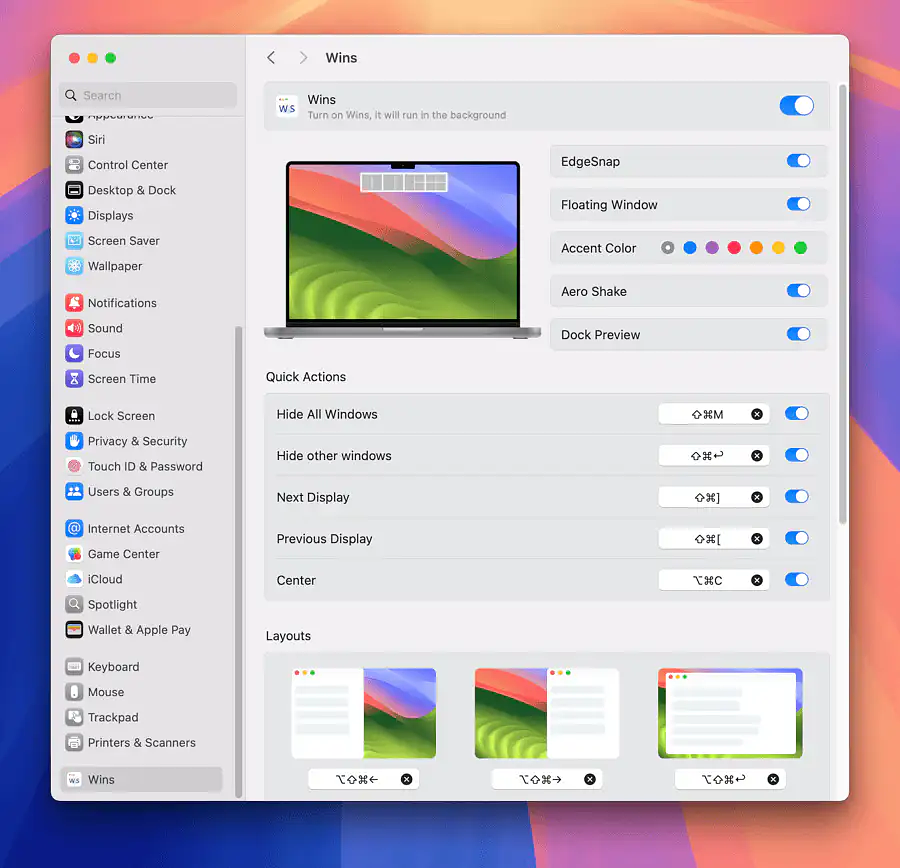 Wins
Search
Appearance
Siri
Control Center
Desktop & Dock
Displays
Screen Saver
Wallpaper
Notifications
Sound
Focus
Screen Time
Lock Screen
Privacy & Security
Touch ID & Password
Users & Groups
Internet Accounts
Game Center
iCloud
Spotlight
Wallet & Apple Pay
Keyboard
Mouse
Trackpad
Printers & Scanners
Wins
Wins
Turn on Wins, it will run in the background
EdgeSnap
Floating Window
Accent Color
Aero Shake
Dock Preview
Quick Actions
Hide All Windows ⇧⌘M
Hide other windows ⇧⌘↩
Next Display ⇧⌘]
Previous Display ⇧⌘[
Center ⌥⌘C
Layouts
⌥⇧⌘← ⌥⇧⌘→ ⌥⇧⌘↩